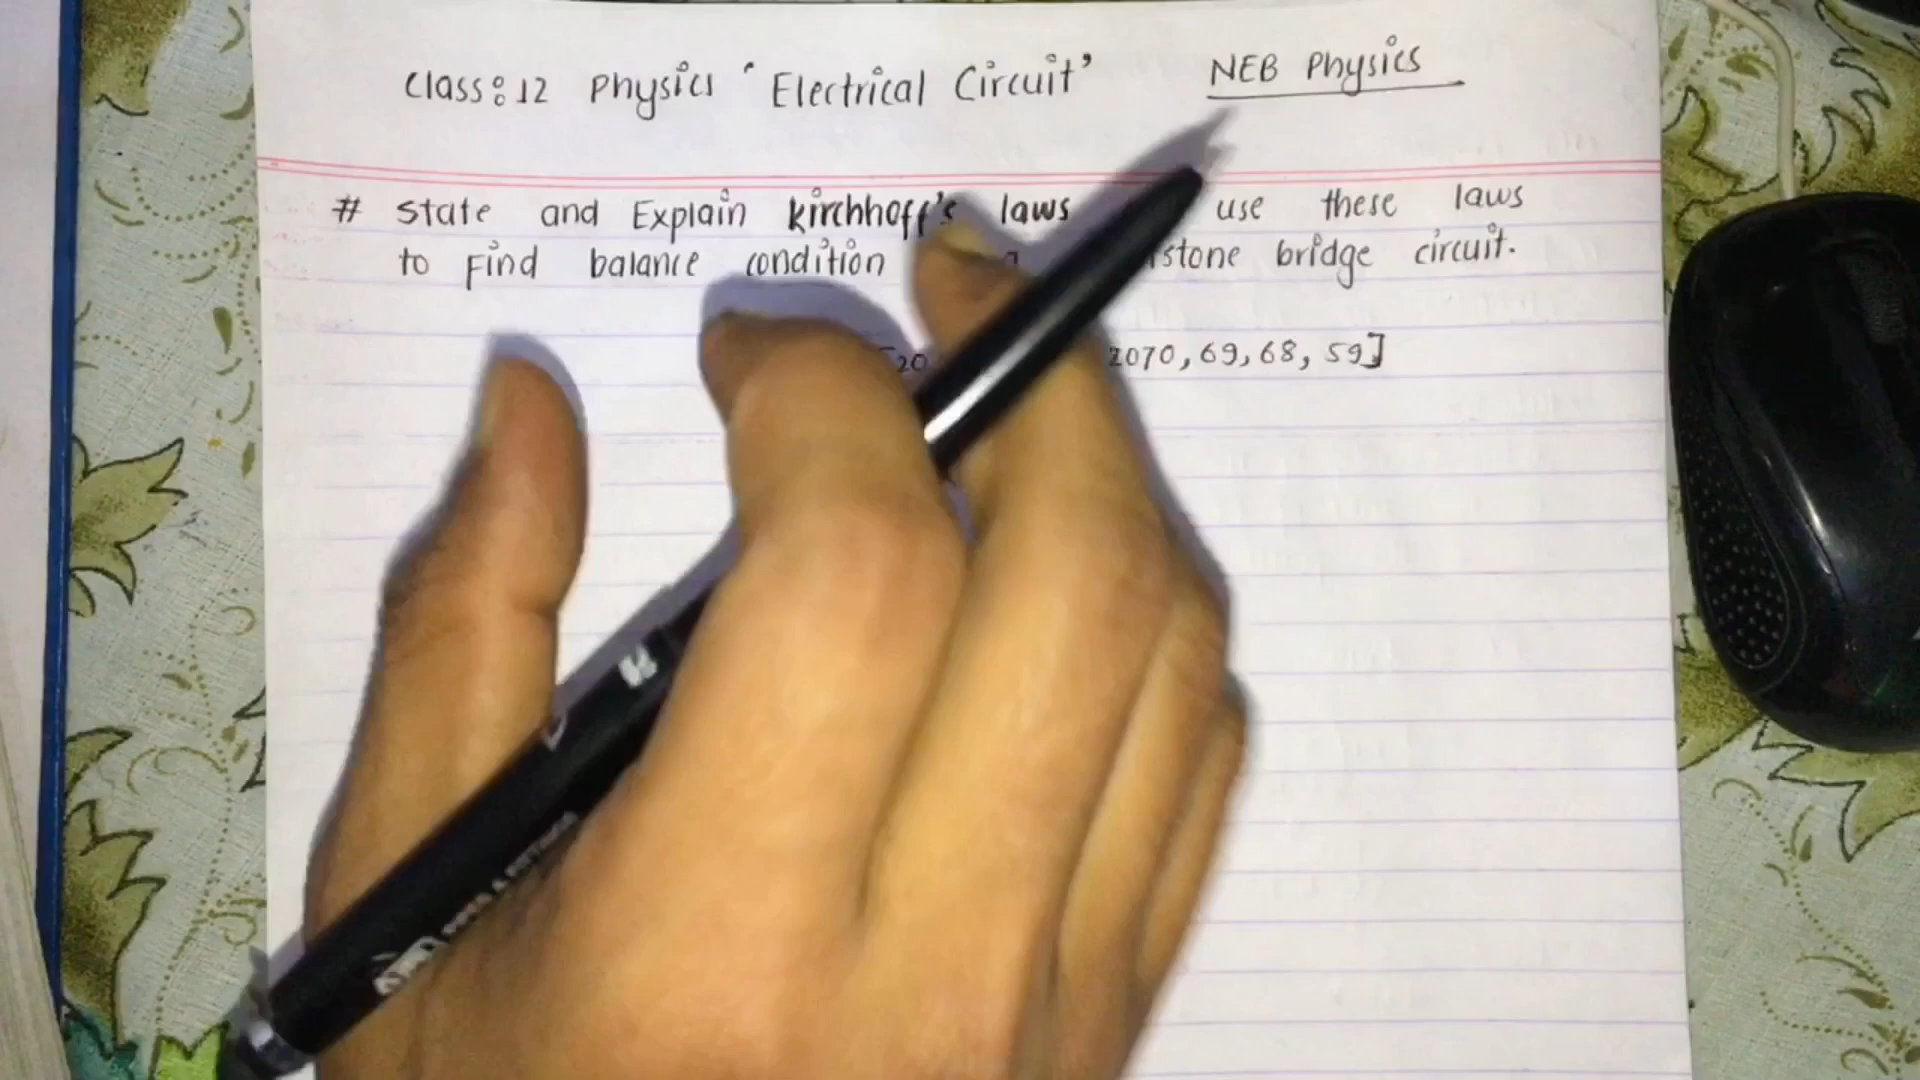 Class: 12 Physics 'Electrical Circuit'
NEB Physics
# State and Explain Kirchhoff's laws use these laws
to Find balance condition bridge circuit.
2070, 69, 68, 59]